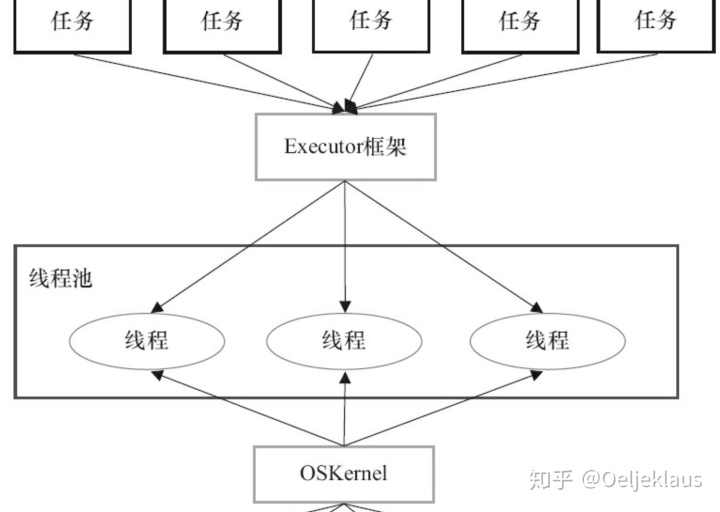 任务 任务 任务 任务 任务
Executor框架
线程池
线程 线程 线程
OSKernel
知乎 @Oeljeklaus